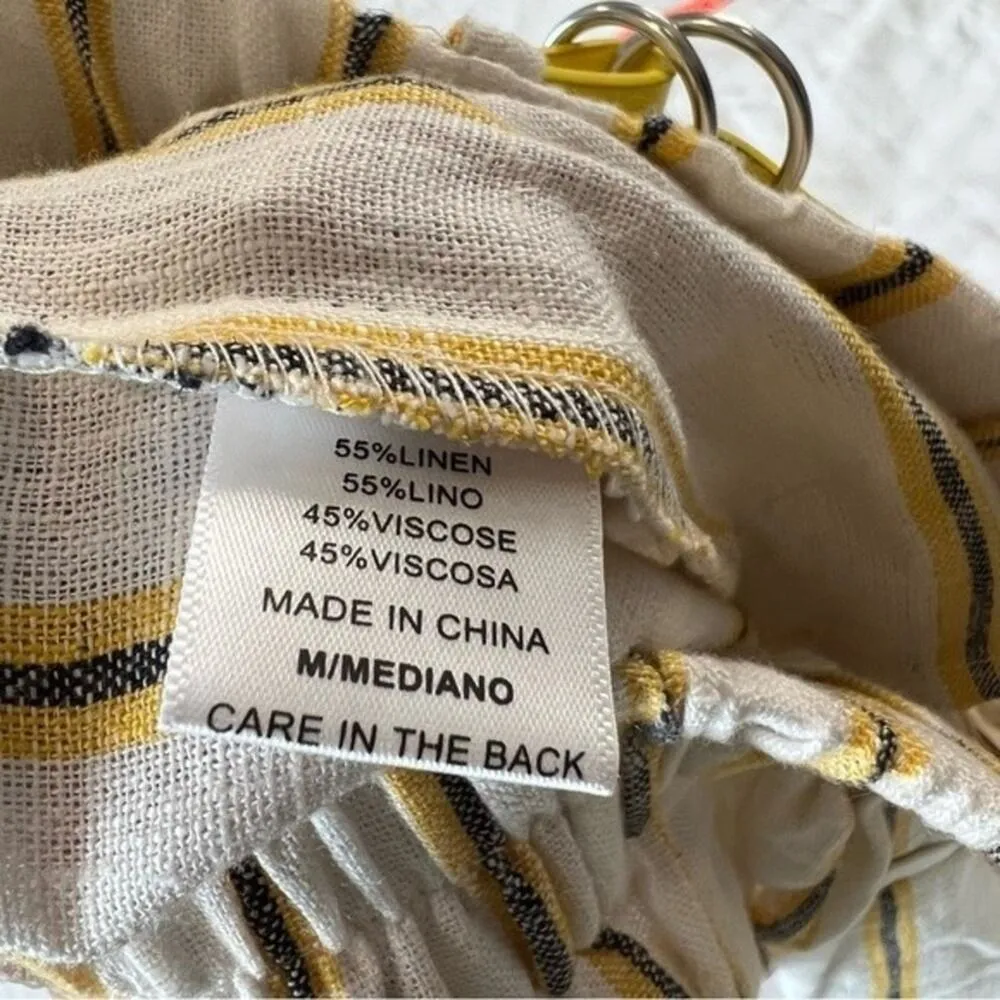 55%LINEN
55%LINO
45%VISCOSE
45%VISCOSA
MADE IN CHINA
M/MEDIANO
CARE IN THE BACK